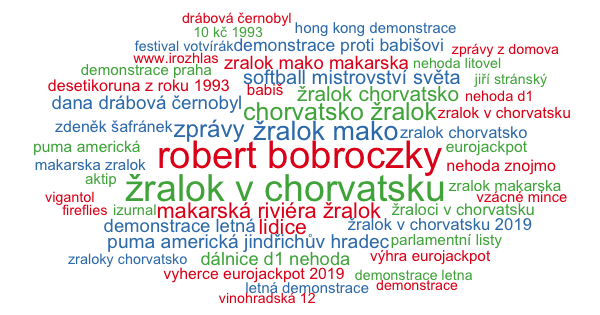 drábová černobyl
10 kč 1993
hong kong demonstrace
festival votvírák
demonstrace proti babišovi
zprávy z domova
www.irozhlas
žralok mako makarska
nehoda litovel
demonstrace praha
softball mistrovství světa
jiří stránský
desetikoruna z roku 1993
babiš
žralok chorvatsko
nehoda d1
dana drábová černobyl
chorvatsko žralok
žralok v chorvatsku
zdeněk šafránek
zprávy
žralok mako
zralok chorvatsko
puma americká
robert bobroczky
eurojackpot
makarska zralok
nehoda znojmo
aktip
žralok v chorvatsku
zralok makarska
vigantol
vzácné mince
fireflies
izurnal
makarská riviéra žralok
žraloci v chorvatsku
demonstrace letná
lidice
žralok v chorvatsku 2019
puma americká jindřichův hradec
parlamentní listy
zraloky chorvatsko
dálnice d1 nehoda
výhra eurojackpot
vyherce eurojackpot 2019
demonstrace letna
letná demonstrace
demonstrace
vinohradská 12